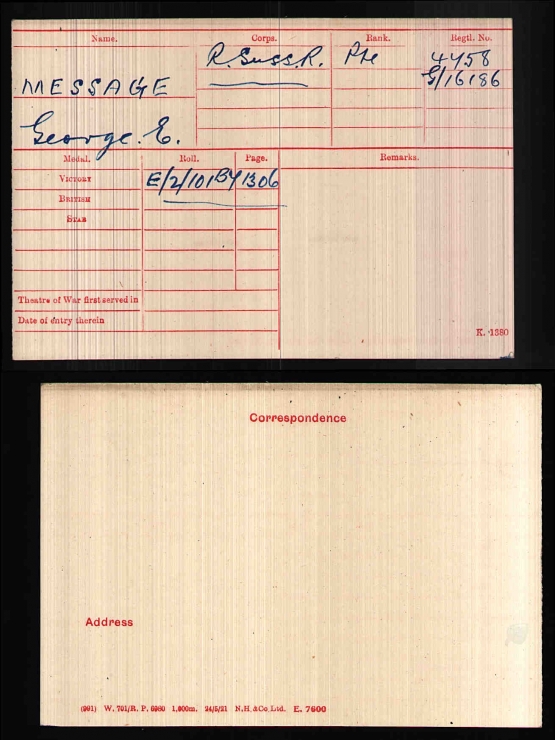 Name. Corps. Rank. Regtl. No.
R. Suss. R. Pte 4458
G/16186
MESSAGE
George. E.
Medal. Roll. Page. Remarks.
Victory E/2/101B4 1306
British
Star
Theatre of War first served in
Date of entry therein
K. 1380
Correspondence
Address
(991) W. 701/R. P. 6980 1,000m. 24/5/21 N.H. & Co Ltd. E. 7600